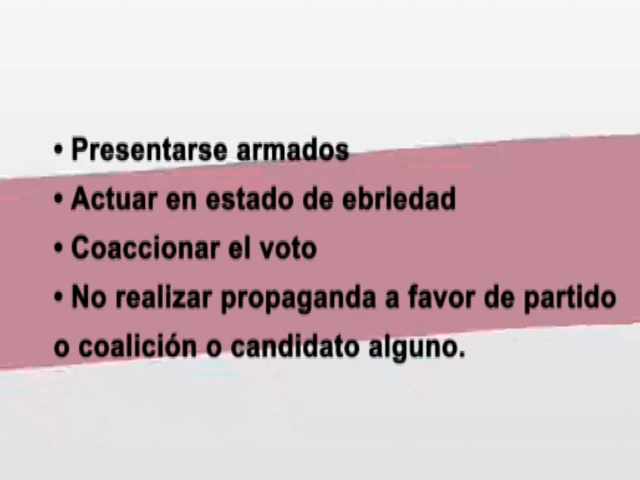 • Presentarse armados
• Actuar en estado de ebriedad
• Coaccionar el voto
• No realizar propaganda a favor de partido
o coalición o candidato alguno.